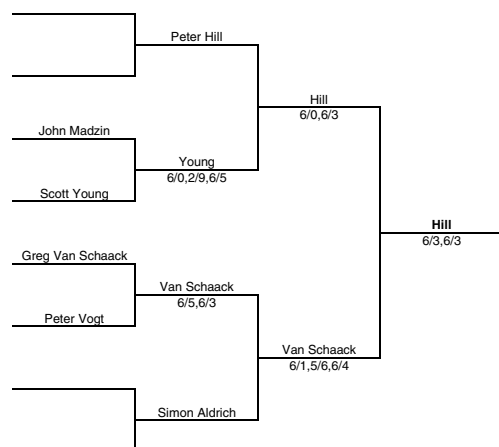 Peter Hill
Hill
6/0,6/3
John Madzin
Young
6/0,2/9,6/5
Scott Young
Hill
6/3,6/3
Greg Van Schaack
Van Schaack
6/5,6/3
Peter Vogt
Van Schaack
6/1,5/6,6/4
Simon Aldrich